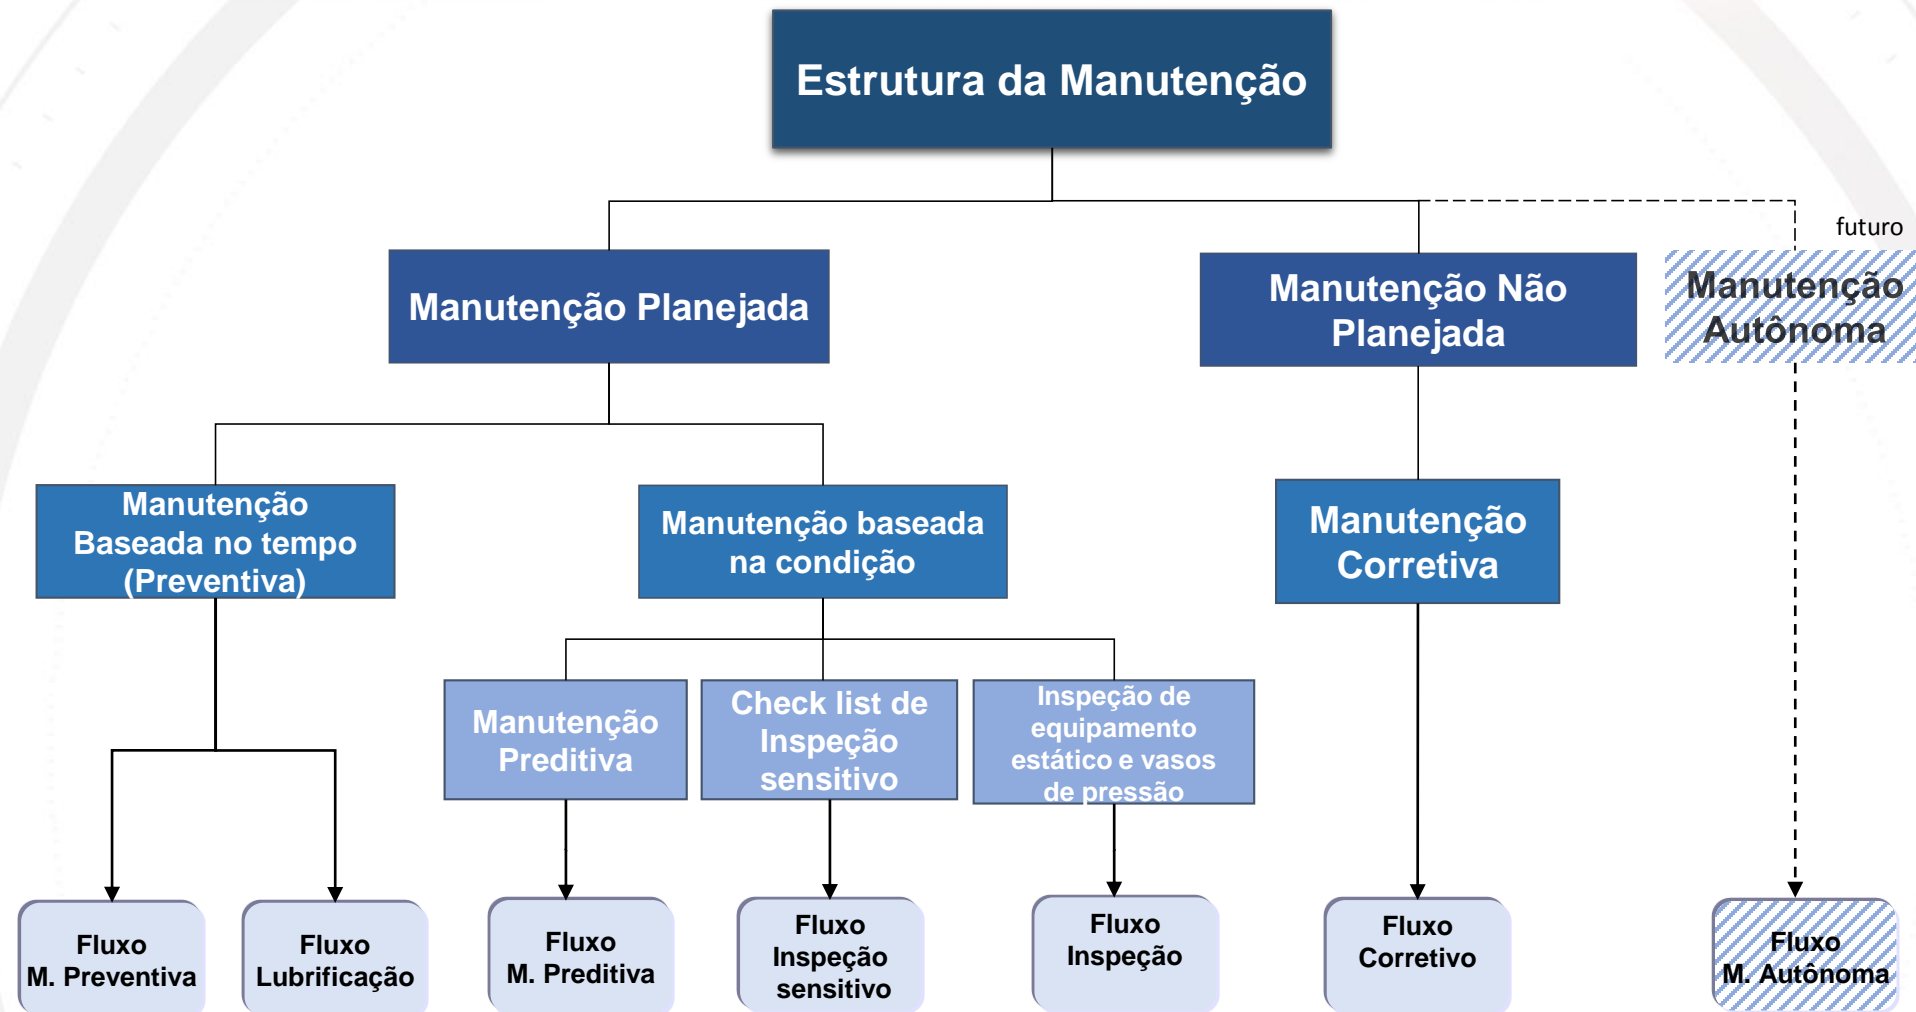 Estrutura da Manutenção
futuro
Manutenção Planejada
Manutenção Não
Planejada
Manutenção
Autônoma
Manutenção
Baseada no tempo
(Preventiva)
Manutenção baseada
na condição
Manutenção
Corretiva
Manutenção
Preditiva
Check list de
Inspeção
sensitivo
Inspeção de
equipamento
estático e vasos
de pressão
Fluxo
M. Preventiva
Fluxo
Lubrificação
Fluxo
M. Preditiva
Fluxo
Inspeção
sensitivo
Fluxo
Inspeção
Fluxo
Corretivo
Fluxo
M. Autônoma